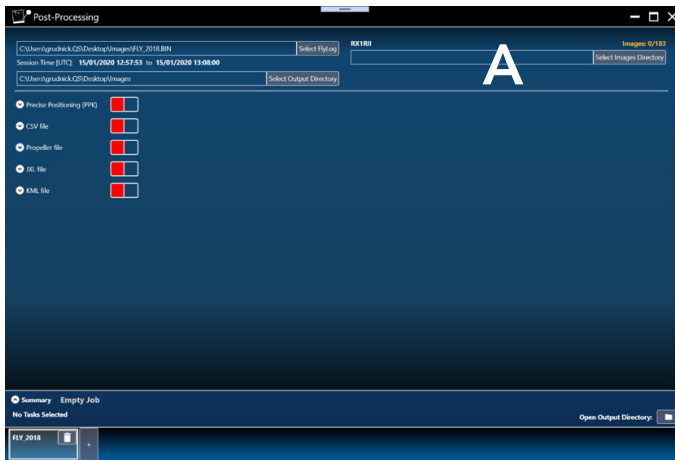 Post-Processing
C:\Users\grudnick.QS\Desktop\Images\FLY_2018.BIN
Select FlyLog
Session Time [UTC]: 15/01/2020 12:57:53 to 15/01/2020 13:08:00
C:\Users\grudnick.QS\Desktop\Images
Select Output Directory
RX1RII
Images: 0/183
Select Images Directory
A
Precise Positioning (PPK)
CSV file
Propeller file
JXL file
KML file
Summary Empty Job
No Tasks Selected
Open Output Directory:
FLY_2018
+